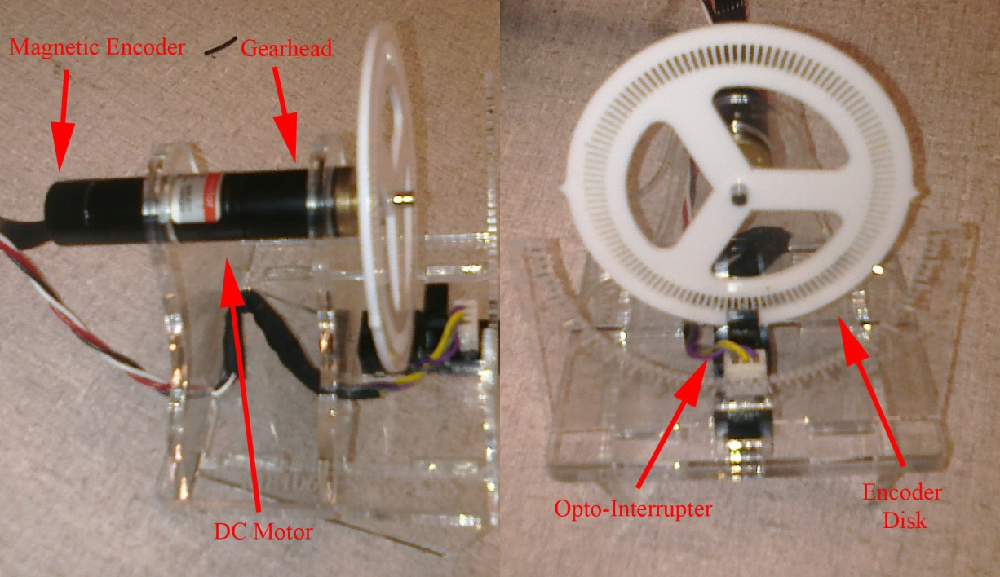 Magnetic Encoder
Gearhead
DC Motor
Opto-Interrupter
Encoder
Disk